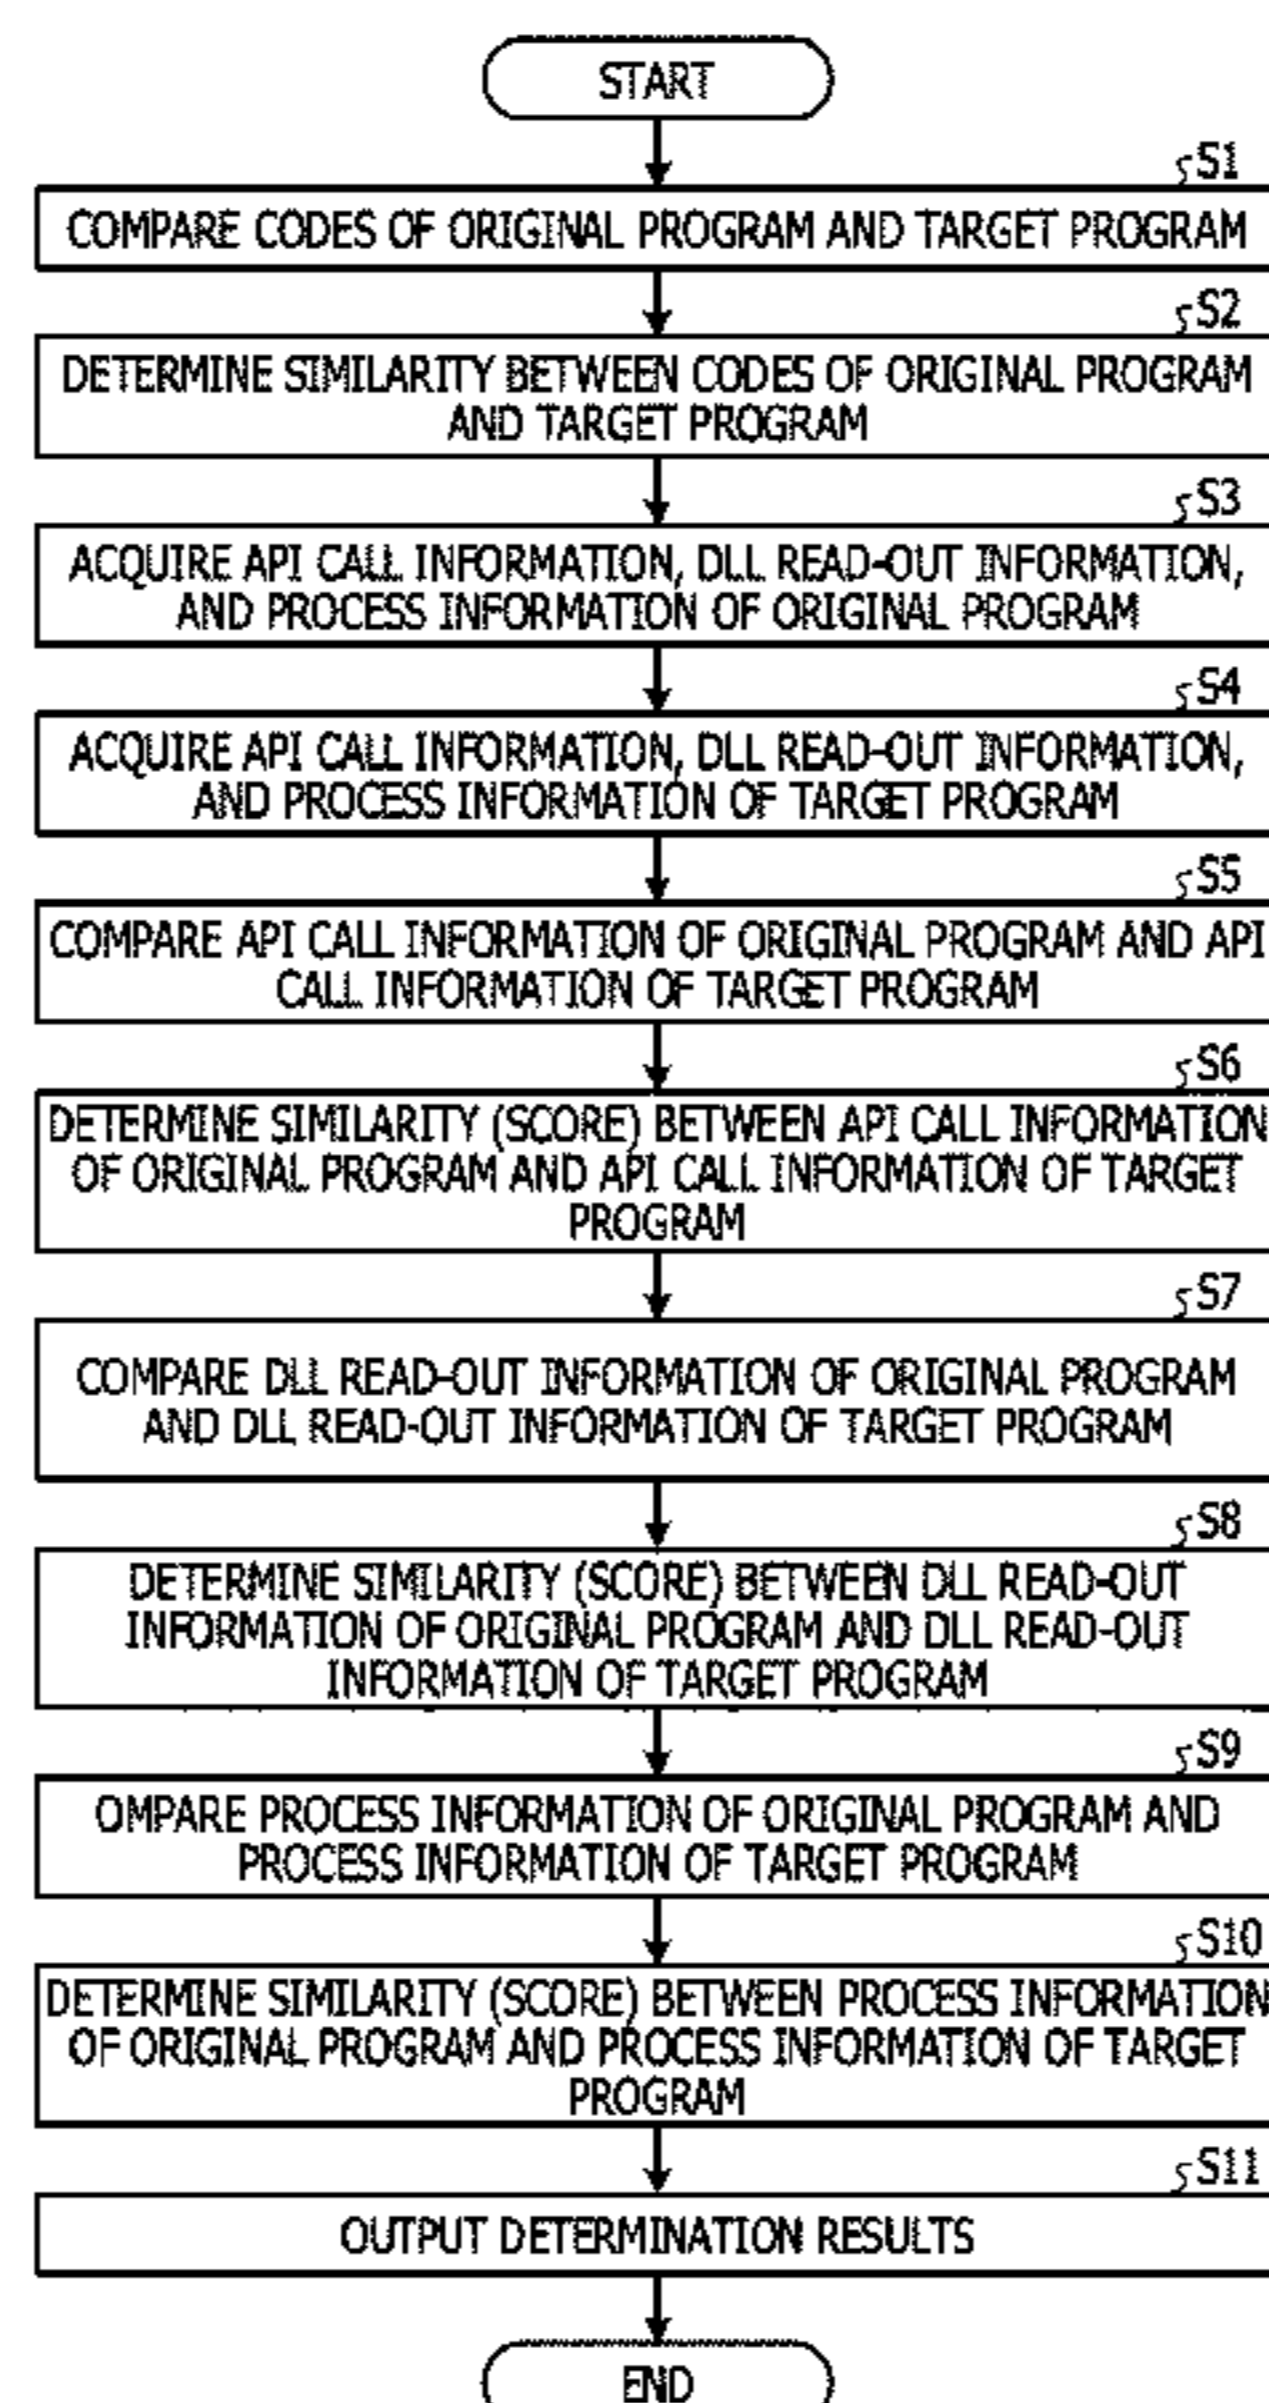 START
S1
COMPARE CODES OF ORIGINAL PROGRAM AND TARGET PROGRAM
S2
DETERMINE SIMILARITY BETWEEN CODES OF ORIGINAL PROGRAM
AND TARGET PROGRAM
S3
ACQUIRE API CALL INFORMATION, DLL READ-OUT INFORMATION,
AND PROCESS INFORMATION OF ORIGINAL PROGRAM
S4
ACQUIRE API CALL INFORMATION, DLL READ-OUT INFORMATION,
AND PROCESS INFORMATION OF TARGET PROGRAM
S5
COMPARE API CALL INFORMATION OF ORIGINAL PROGRAM AND API
CALL INFORMATION OF TARGET PROGRAM
S6
DETERMINE SIMILARITY (SCORE) BETWEEN API CALL INFORMATION
OF ORIGINAL PROGRAM AND API CALL INFORMATION OF TARGET
PROGRAM
S7
COMPARE DLL READ-OUT INFORMATION OF ORIGINAL PROGRAM
AND DLL READ-OUT INFORMATION OF TARGET PROGRAM
S8
DETERMINE SIMILARITY (SCORE) BETWEEN DLL READ-OUT
INFORMATION OF ORIGINAL PROGRAM AND DLL READ-OUT
INFORMATION OF TARGET PROGRAM
S9
OMPARE PROCESS INFORMATION OF ORIGINAL PROGRAM AND
PROCESS INFORMATION OF TARGET PROGRAM
S10
DETERMINE SIMILARITY (SCORE) BETWEEN PROCESS INFORMATION
OF ORIGINAL PROGRAM AND PROCESS INFORMATION OF TARGET
PROGRAM
S11
OUTPUT DETERMINATION RESULTS
END